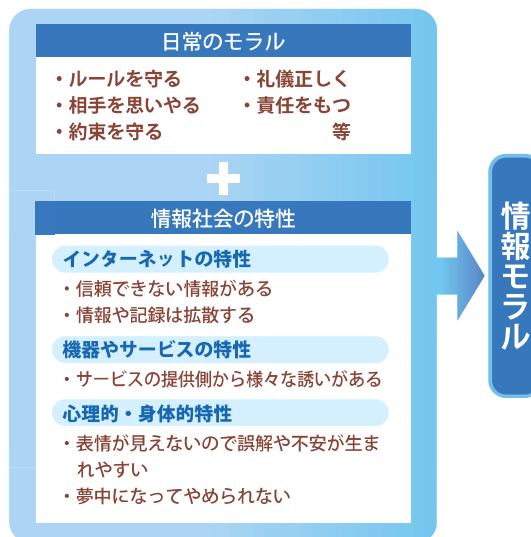 日常のモラル
・ルールを守る
・相手を思いやる
・約束を守る
・礼儀正しく
・責任をもつ
等
+
情報社会の特性
インターネットの特性
・信頼できない情報がある
・情報や記録は拡散する
機器やサービスの特性
・サービスの提供側から様々な誘いがある
心理的・身体的特性
・表情が見えないので誤解や不安が生ま
れやすい
・夢中になってやめられない
情報モラル